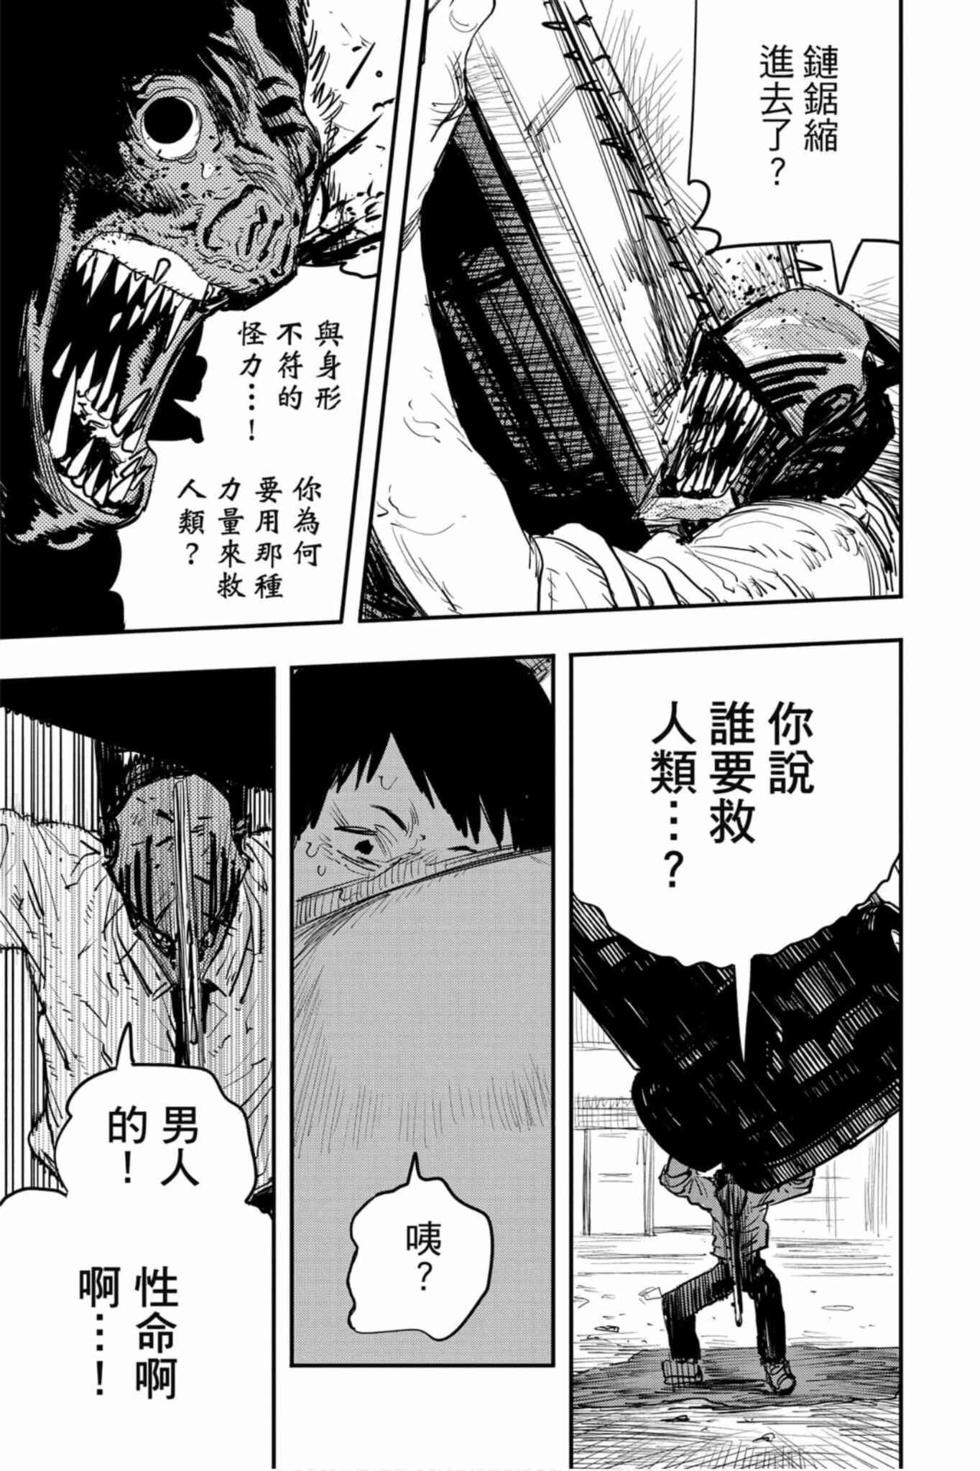 鏈鋸縮
進去了？
與身形
不符的
怪力……！
你為何
要用那種
力量來救
人類？
你說
誰要救
人類……？
咦？
男人
的！
性命啊
啊……！